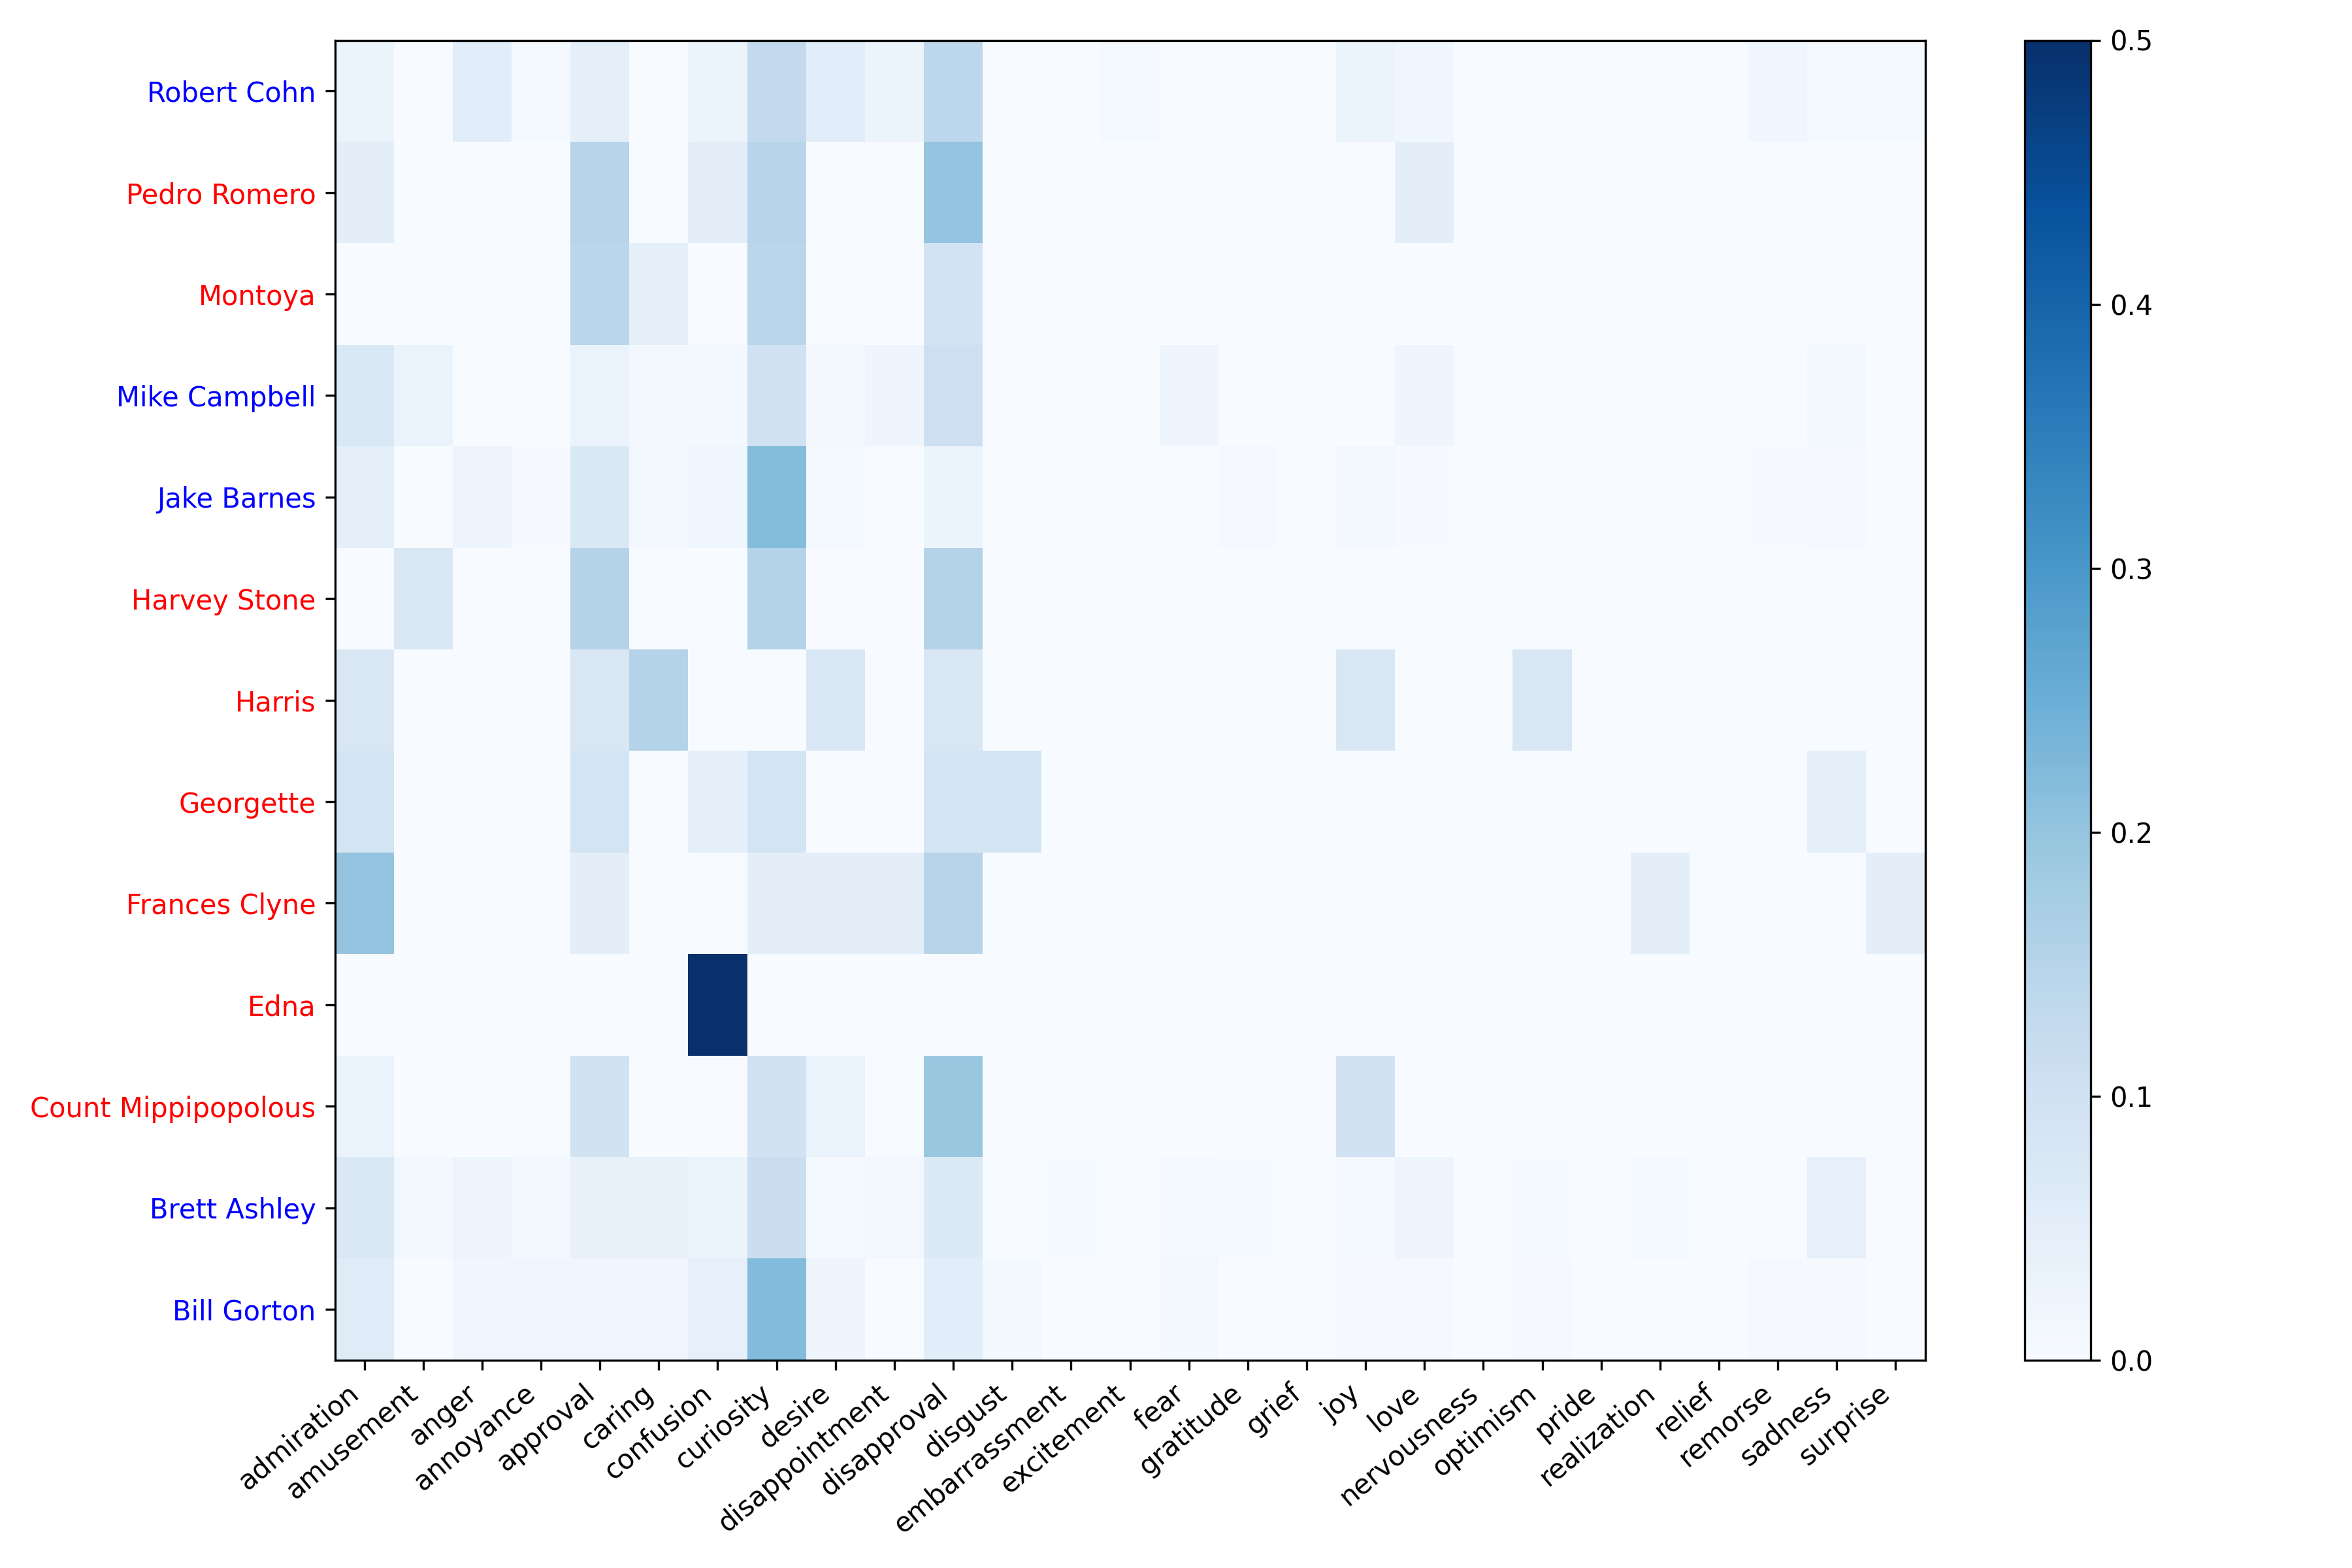 Robert Cohn
Pedro Romero
Montoya
Mike Campbell
Jake Barnes
Harvey Stone
Harris
Georgette
Frances Clyne
Edna
Count Mippipopolous
Brett Ashley
Bill Gorton
admiration
amusement
anger
annoyance
approval
caring
confusion
curiosity
desire
disappointment
disapproval
disgust
embarrassment
excitement
fear
gratitude
grief
joy
love
nervousness
optimism
pride
realization
relief
remorse
sadness
surprise
0.5
0.4
0.3
0.2
0.1
0.0